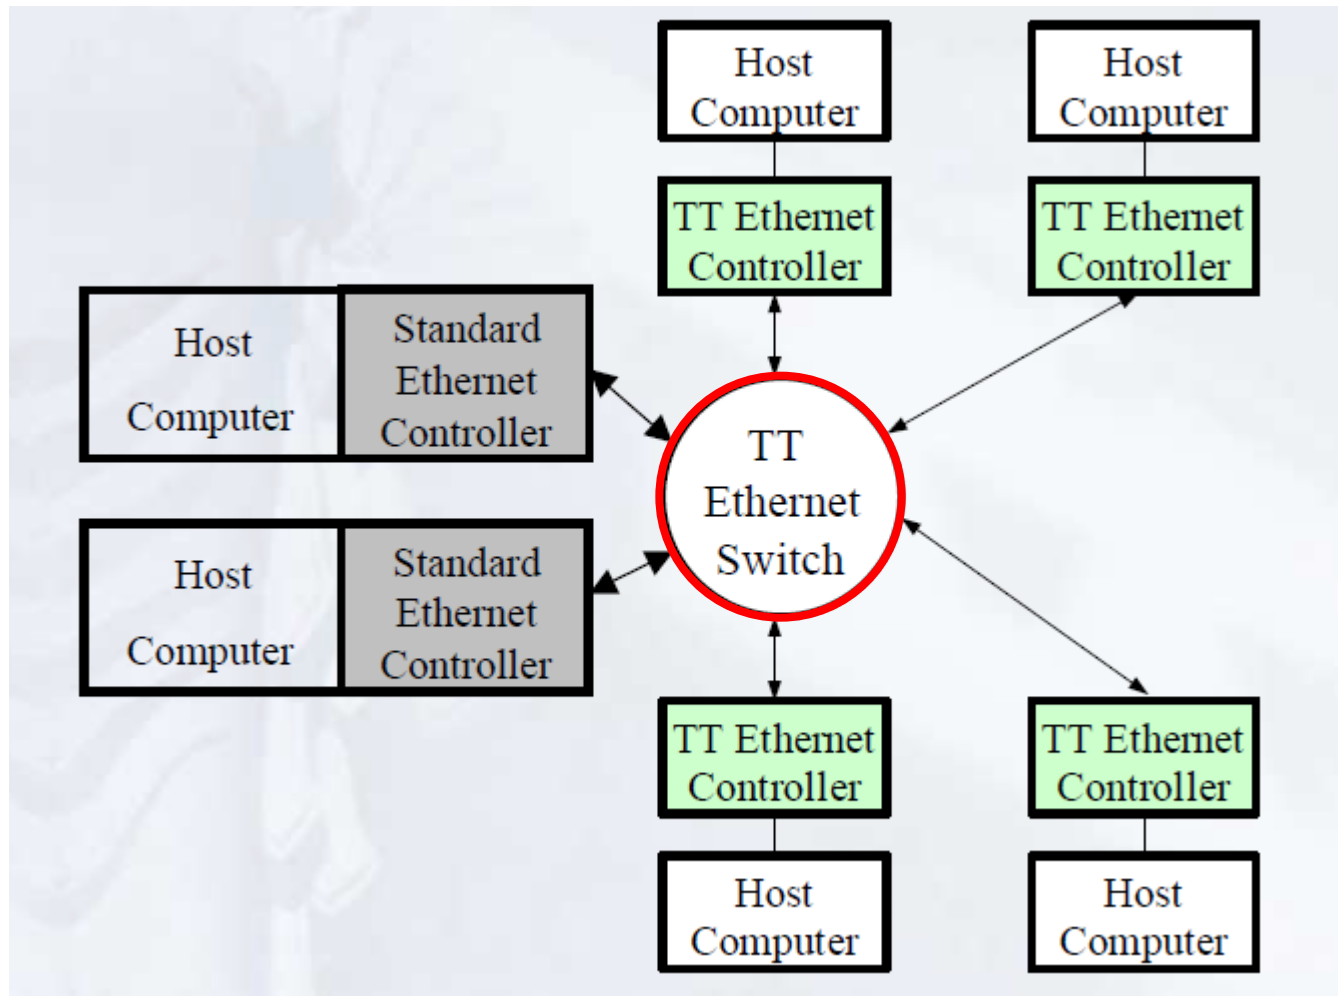 Host
Computer
Host
Computer
TT Ethernet
Controller
TT Ethernet
Controller
Host
Computer
Standard
Ethernet
Controller
TT
Ethernet
Switch
Host
Computer
Standard
Ethernet
Controller
TT Ethernet
Controller
TT Ethernet
Controller
Host
Computer
Host
Computer